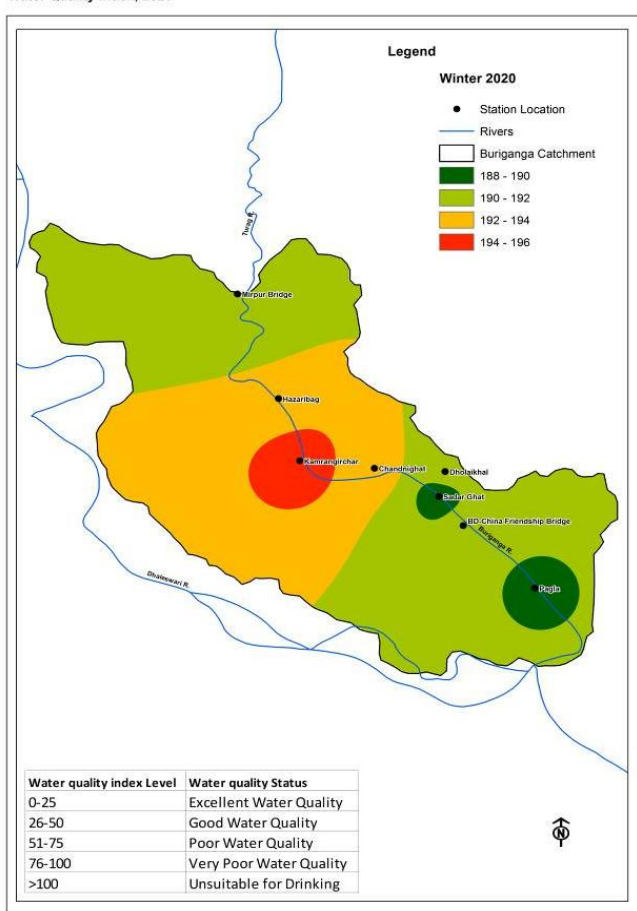 Legend
Winter 2020
Station Location
Rivers
Buriganga Catchment
188 - 190
190 - 192
192 - 194
194 - 196
Turag R.
Mirpur Bridge
Hazaribag
Kamrangirchar
Chandnighat
Dholaikhal
Sadar Ghat
BD-China Friendship Bridge
Buriganga R.
Pagla
Dhaleswari R.
Water quality index Level Water quality Status
0-25 Excellent Water Quality
26-50 Good Water Quality
51-75 Poor Water Quality
76-100 Very Poor Water Quality
>100 Unsuitable for Drinking
N